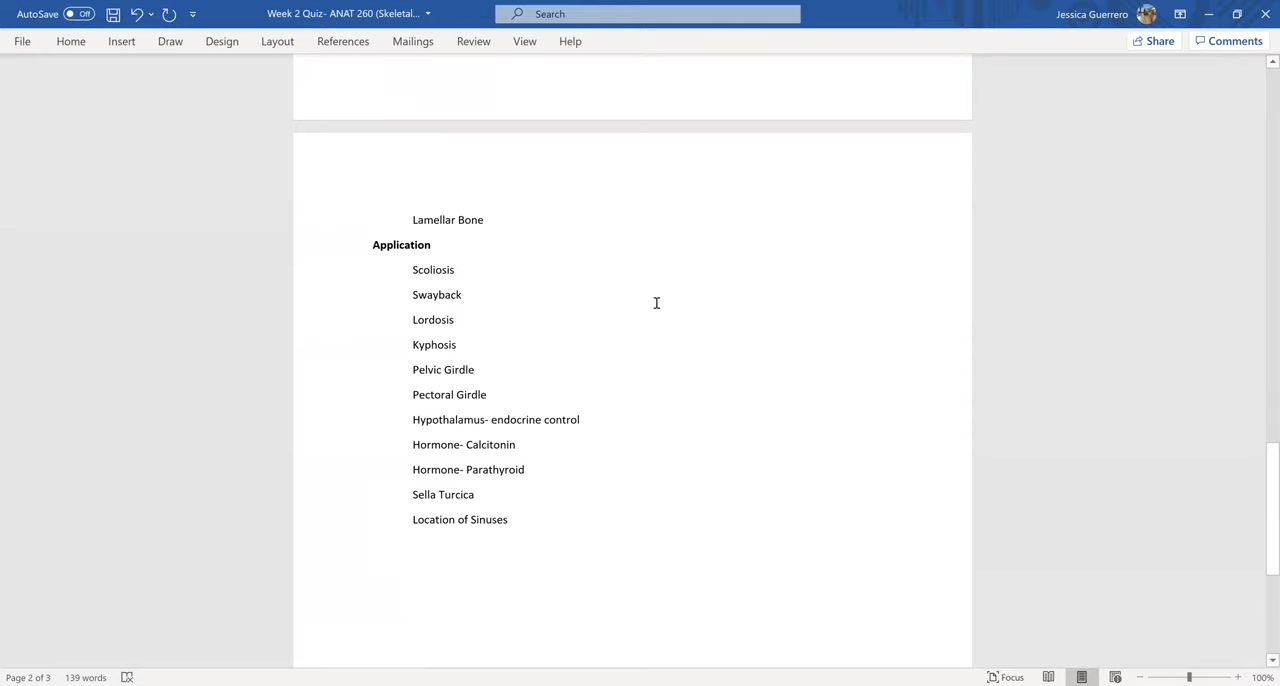 AutoSave Off Week 2 Quiz- ANAT 260 (Skeletal... Search Jessica Guerrero
File Home Insert Draw Design Layout References Mailings Review View Help Share Comments
Lamellar Bone
Application
Scoliosis
Swayback
Lordosis
Kyphosis
Pelvic Girdle
Pectoral Girdle
Hypothalamus- endocrine control
Hormone- Calcitonin
Hormone- Parathyroid
Sella Turcica
Location of Sinuses
Page 2 of 3 139 words Focus 100%